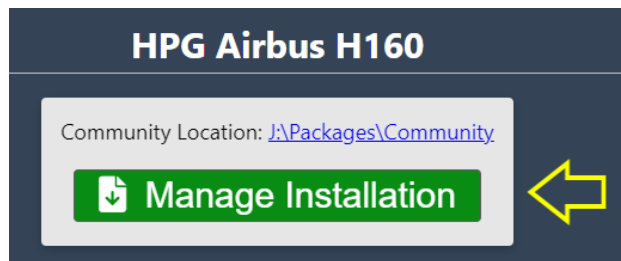 HPG Airbus H160
Community Location: J:\Packages\Community
Manage Installation